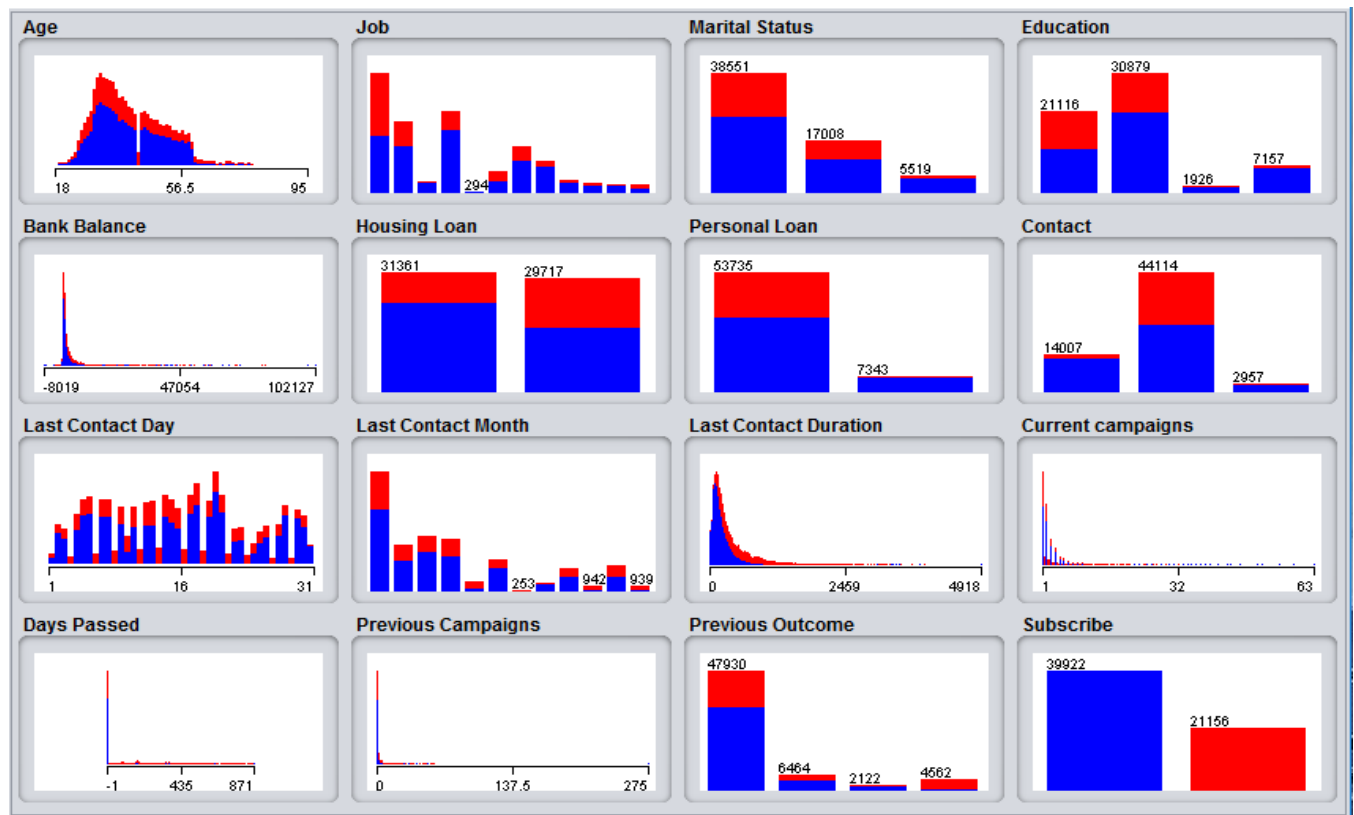 Age
Job
Marital Status
Education
18 56.5 95
294
38551
17008
5519
21116
30879
1926
7157
Bank Balance
Housing Loan
Personal Loan
Contact
-8019 47054 102127
31361
29717
53735
7343
14007
44114
2957
Last Contact Day
Last Contact Month
Last Contact Duration
Current campaigns
1 16 31
253
942
939
0 2459 4918
1 32 63
Days Passed
Previous Campaigns
Previous Outcome
Subscribe
-1 435 871
0 137.5 275
47930
6464
2122
4562
39922
21156